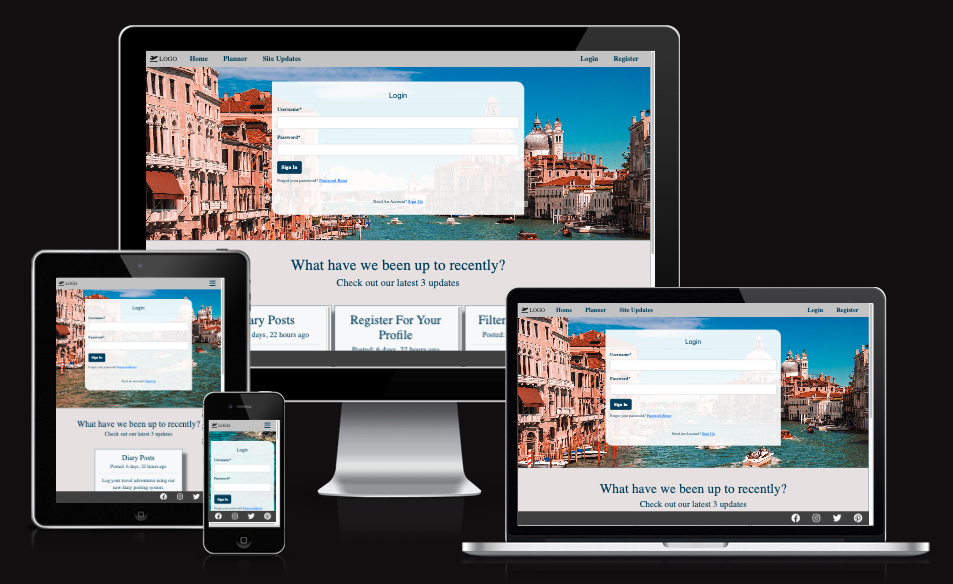 LOGO Home Planner Site Updates Login Register
Login
Username*
Password*
Sign In
Forgot your password? Password Reset
Need An Account? Sign Up
What have we been up to recently?
Check out our latest 3 updates
ary Posts
days, 22 hours ago
Register For Your
Profile
Posted: 6 days, 22 hours ago
Filter
Posted:
LOGO
Login
Username*
Password*
Sign In
Forgot your password? Password Reset
Need An Account? Sign Up
What have we been up to recently?
Check out our latest 3 updates
Diary Posts
Posted: 6 days, 22 hours ago
Log your travel adventures using our
new diary posting system.
LOGO
Login
Username*
Password*
Sign In
Forgot your password? Password Reset
LOGO Home Planner Site Updates Login Register
Login
Username*
Password*
Sign In
Forgot your password? Password Reset
Need An Account? Sign Up
What have we been up to recently?
Check out our latest 3 updates